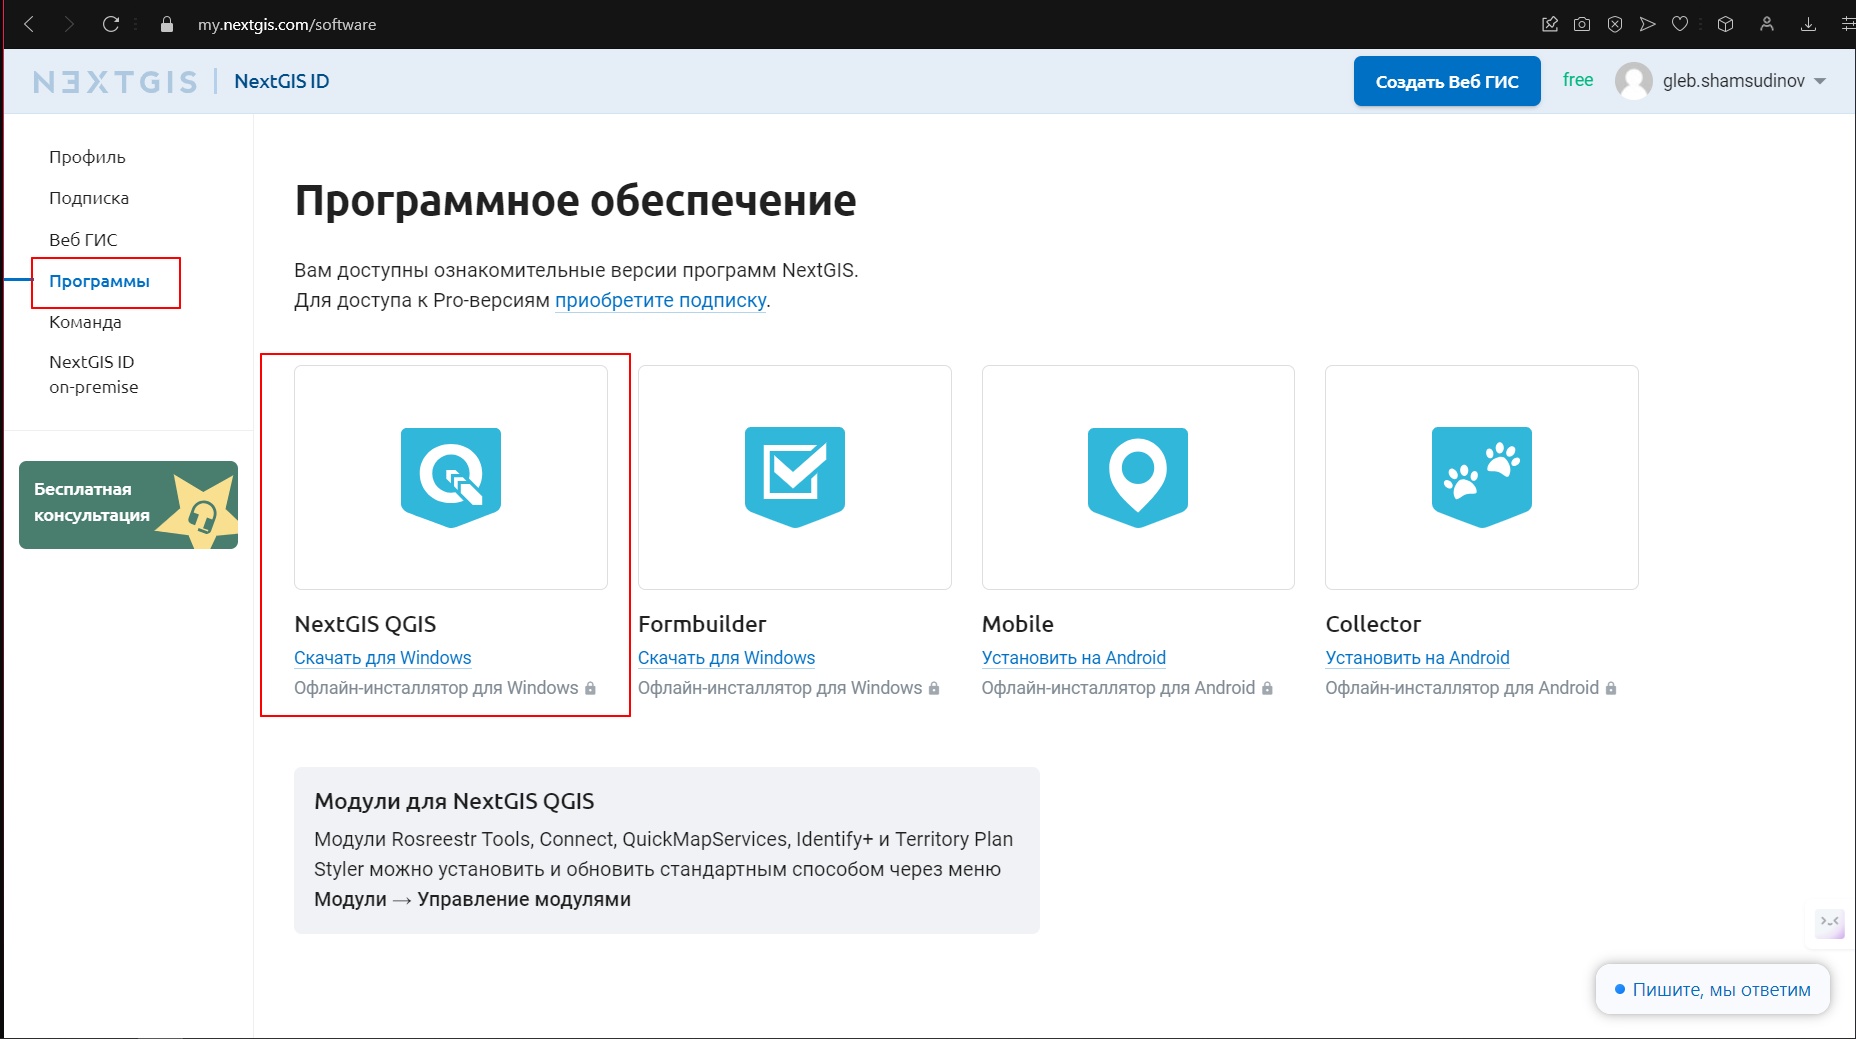 my.nextgis.com/software
NEXTGIS | NextGIS ID
Создать Веб ГИС
free
gleb.shamsudinov
Профиль
Подписка
Веб ГИС
Программы
Команда
NextGIS ID
on-premise
Бесплатная
консультация
Программное обеспечение
Вам доступны ознакомительные версии программ NextGIS.
Для доступа к Pro-версиям приобретите подписку.
NextGIS QGIS
Скачать для Windows
Офлайн-инсталлятор для Windows
Formbuilder
Скачать для Windows
Офлайн-инсталлятор для Windows
Mobile
Установить на Android
Офлайн-инсталлятор для Android
Collector
Установить на Android
Офлайн-инсталлятор для Android
Модули для NextGIS QGIS
Модули Rosreestr Tools, Connect, QuickMapServices, Identify+ и Territory Plan
Styler можно установить и обновить стандартным способом через меню
Модули → Управление модулями
Пишите, мы ответим